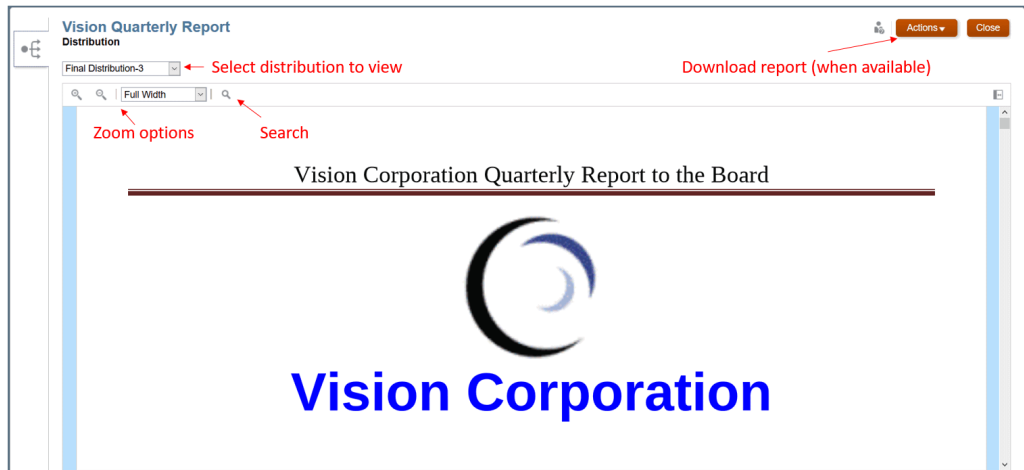 Vision Quarterly Report
Distribution
Actions
Close
Final Distribution-3
Select distribution to view
Download report (when available)
Full Width
Zoom options
Search
Vision Corporation Quarterly Report to the Board
Vision Corporation